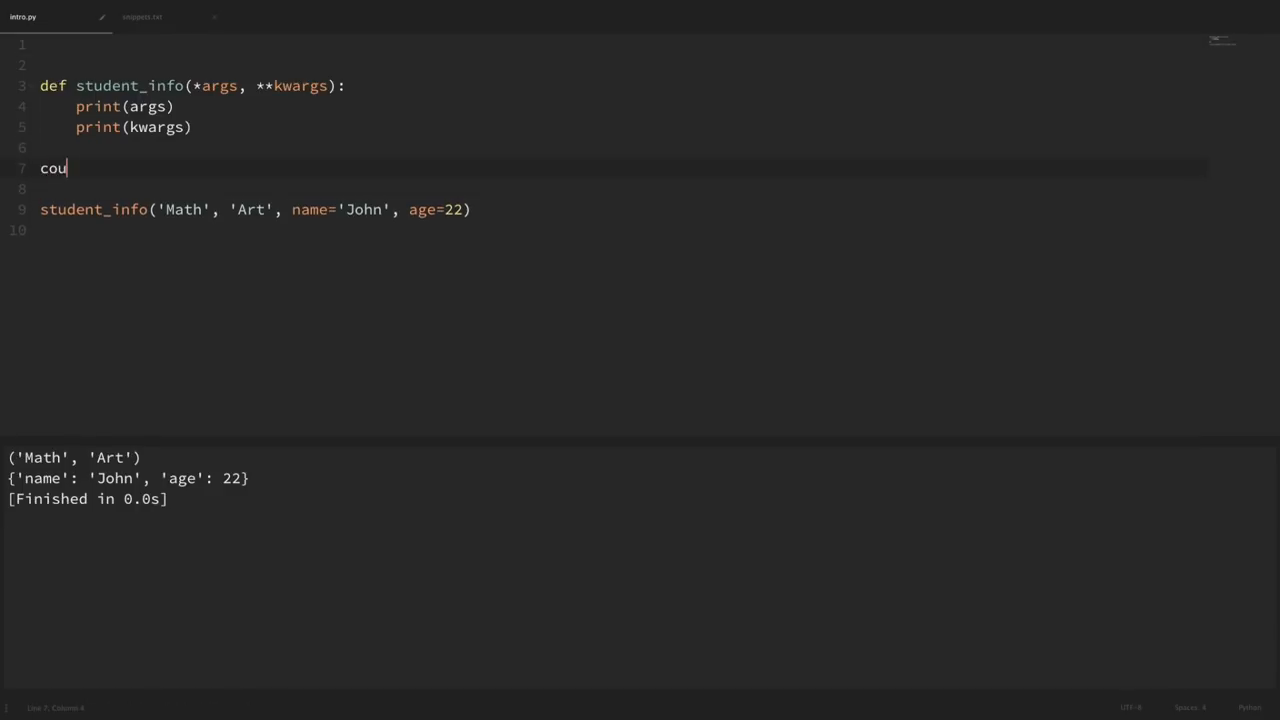 intro.py
snippets.txt
1
2
3 def student_info(*args, **kwargs):
4 print(args)
5 print(kwargs)
6
7 cou
8
9 student_info('Math', 'Art', name='John', age=22)
10
('Math', 'Art')
{'name': 'John', 'age': 22}
[Finished in 0.0s]
Line 7, Column 4
UTF-8
Spaces: 4
Python